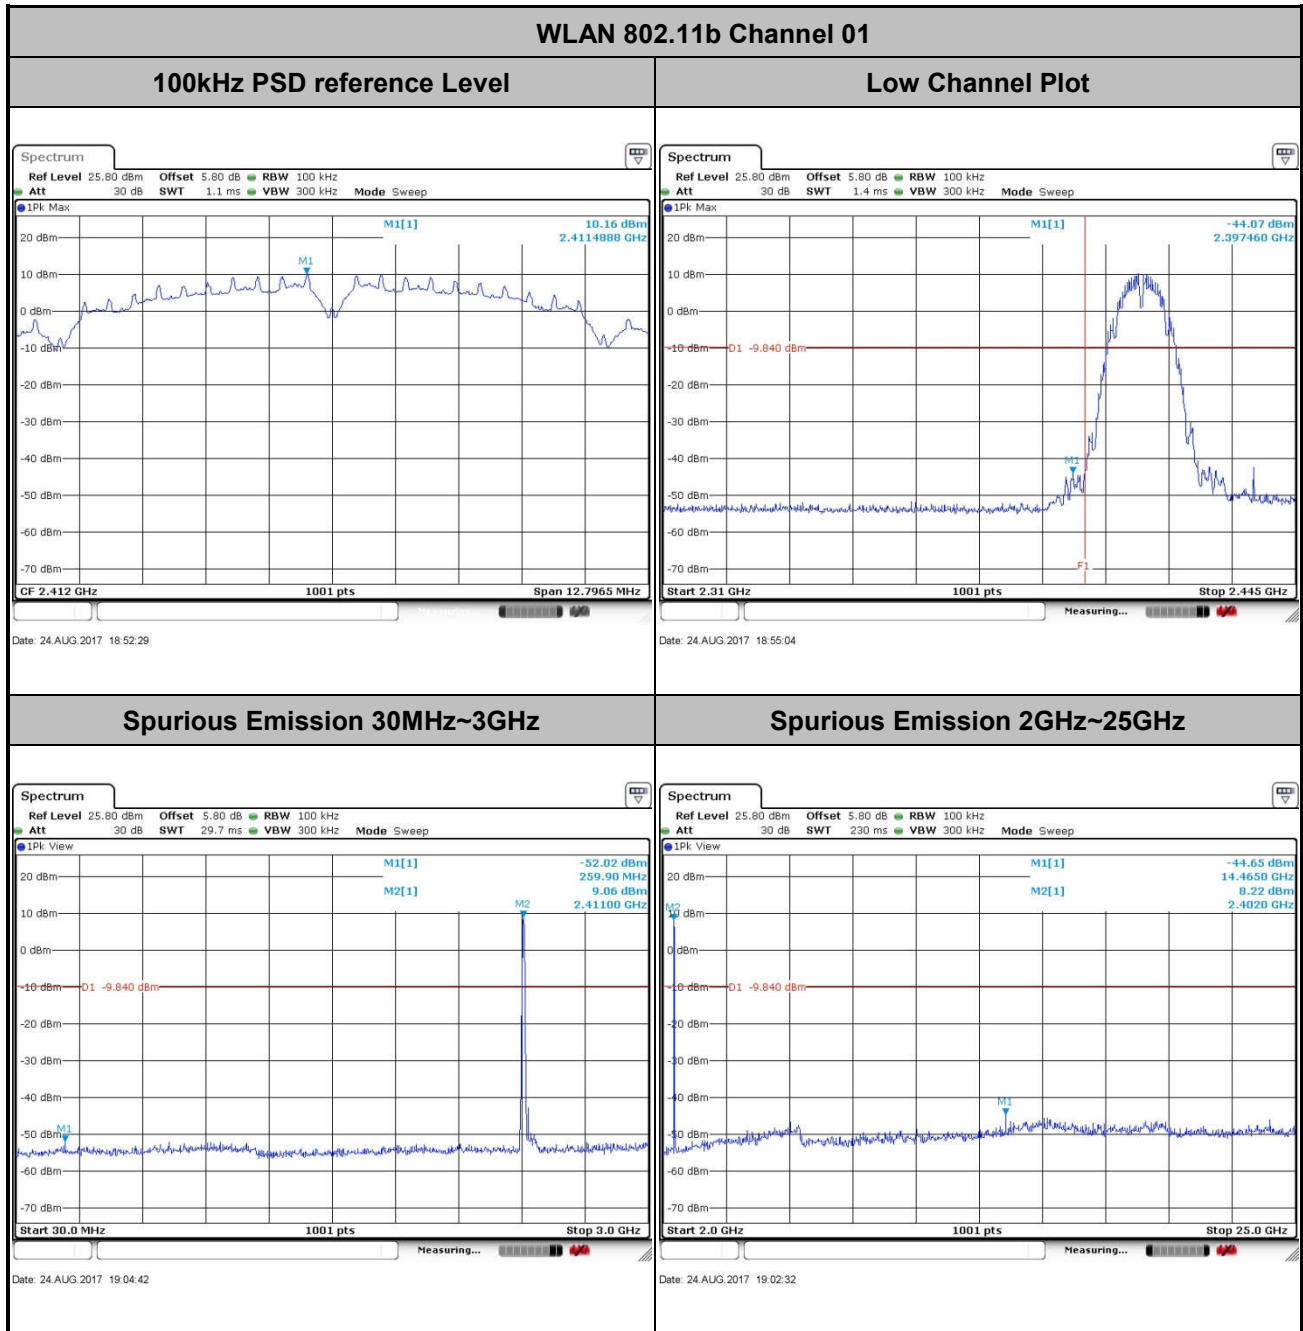 WLAN 802.11b Channel 01
100kHz PSD reference Level
Low Channel Plot
Spectrum
Ref Level 25.80 dBm Offset 5.80 dB RBW 100 kHz
Att 30 dB SWT 1.1 ms VBW 300 kHz Mode Sweep
1Pk Max
M1[1] 10.16 dBm
2.4114888 GHz
20 dBm
M1
10 dBm
0 dBm
-10 dBm
-20 dBm
-30 dBm
-40 dBm
-50 dBm
-60 dBm
-70 dBm
CF 2.412 GHz 1001 pts Span 12.7965 MHz
Measuring...
Date: 24.AUG.2017 18:52:29
Spectrum
Ref Level 25.80 dBm Offset 5.80 dB RBW 100 kHz
Att 30 dB SWT 1.4 ms VBW 300 kHz Mode Sweep
1Pk Max
M1[1] -44.07 dBm
2.397460 GHz
20 dBm
10 dBm
0 dBm
-10 dBm D1 -9.840 dBm
-20 dBm
-30 dBm
-40 dBm
M1
-50 dBm
-60 dBm
-70 dBm
F1
Start 2.31 GHz 1001 pts Stop 2.445 GHz
Measuring...
Date: 24.AUG.2017 18:55:04
Spurious Emission 30MHz~3GHz
Spurious Emission 2GHz~25GHz
Spectrum
Ref Level 25.80 dBm Offset 5.80 dB RBW 100 kHz
Att 30 dB SWT 29.7 ms VBW 300 kHz Mode Sweep
1Pk View
M1[1] -52.02 dBm
259.90 MHz
20 dBm
M2[1] 9.06 dBm
2.41100 GHz
M2
10 dBm
0 dBm
-10 dBm D1 -9.840 dBm
-20 dBm
-30 dBm
-40 dBm
M1
-50 dBm
-60 dBm
-70 dBm
Start 30.0 MHz 1001 pts Stop 3.0 GHz
Measuring...
Date: 24.AUG.2017 19:04:42
Spectrum
Ref Level 25.80 dBm Offset 5.80 dB RBW 100 kHz
Att 30 dB SWT 230 ms VBW 300 kHz Mode Sweep
1Pk View
M1[1] -44.65 dBm
14.4650 GHz
20 dBm
M2[1] 8.22 dBm
2.4020 GHz
M2
10 dBm
0 dBm
-10 dBm D1 -9.840 dBm
-20 dBm
-30 dBm
-40 dBm
M1
-50 dBm
-60 dBm
-70 dBm
Start 2.0 GHz 1001 pts Stop 25.0 GHz
Measuring...
Date: 24.AUG.2017 19:02:32